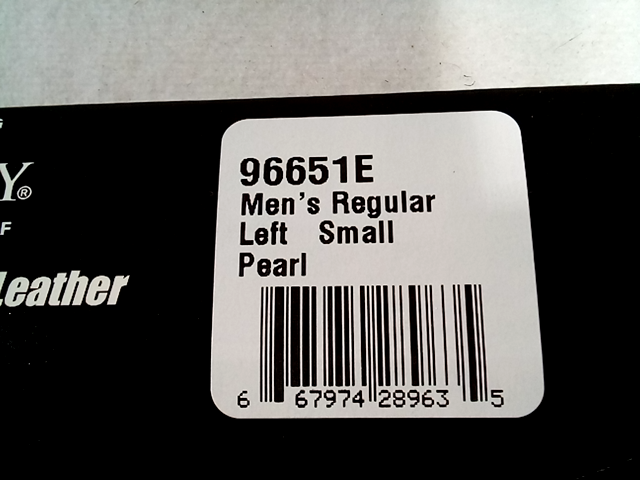 G
Y®
F
Leather
96651E
Men's Regular
Left Small
Pearl
6 67974 28963 5